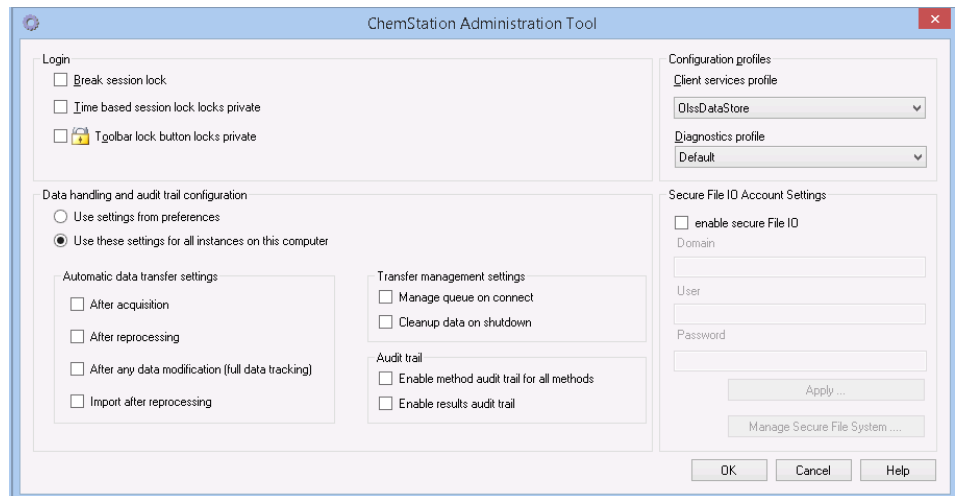 ChemStation Administration Tool
Login
Break session lock
Time based session lock locks private
Toolbar lock button locks private
Configuration profiles
Client services profile
OlssDataStore
Diagnostics profile
Default
Data handling and audit trail configuration
Use settings from preferences
Use these settings for all instances on this computer
Automatic data transfer settings
After acquisition
After reprocessing
After any data modification (full data tracking)
Import after reprocessing
Transfer management settings
Manage queue on connect
Cleanup data on shutdown
Audit trail
Enable method audit trail for all methods
Enable results audit trail
Secure File IO Account Settings
enable secure File IO
Domain
User
Password
Apply ...
Manage Secure File System ....
OK
Cancel
Help